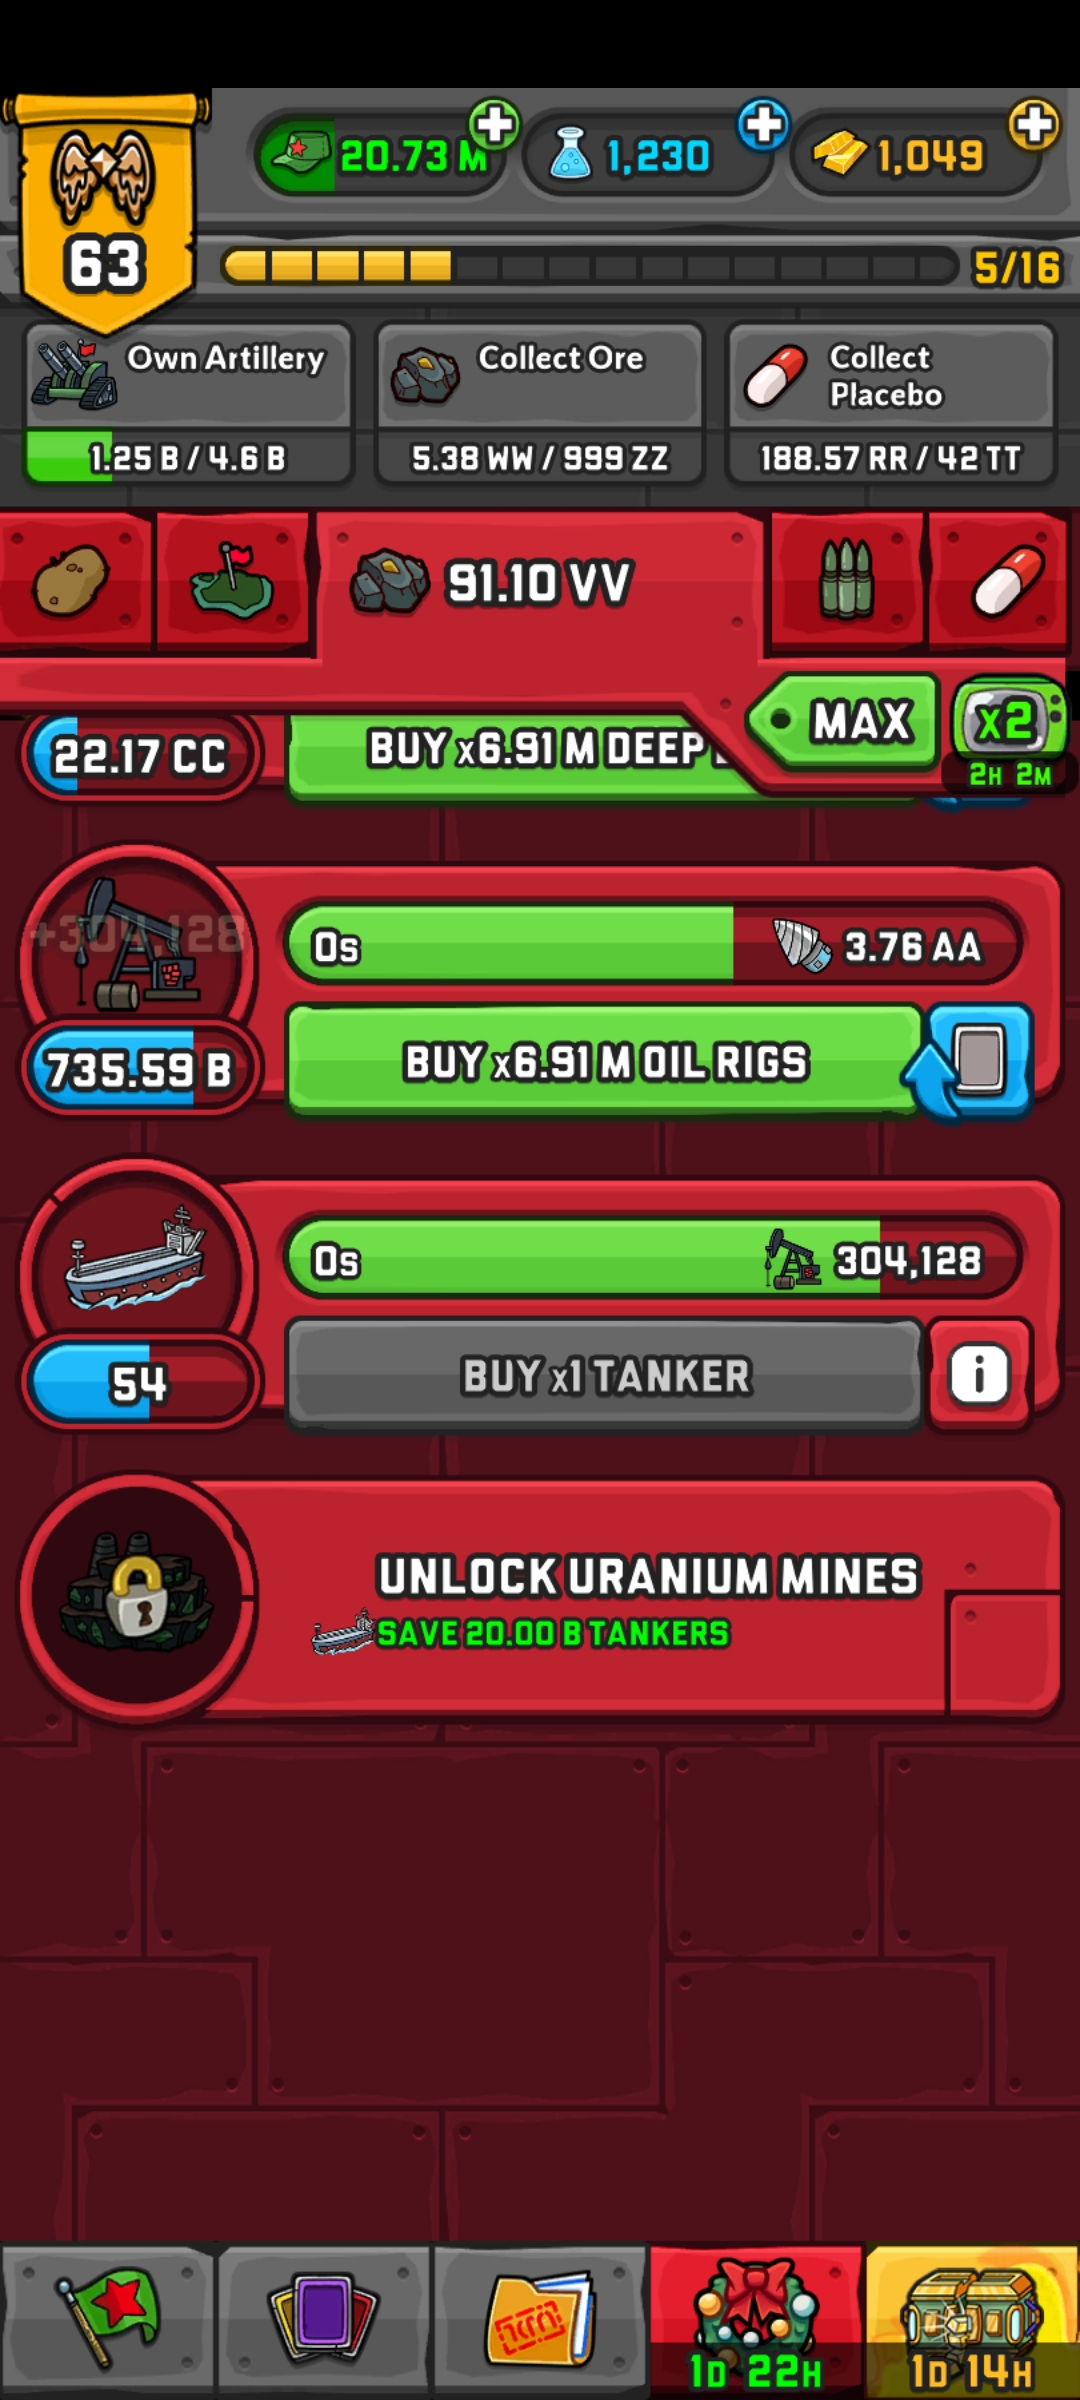 20.73 M
1,230
1,049
63
5/16
Own Artillery
1.25 B / 4.6 B
Collect Ore
5.38 WW / 999 ZZ
Collect
Placebo
188.57 RR / 42 TT
91.10 VV
MAX
X2
2H 2M
22.17 CC
BUY x6.91 M DEEP
+304,128
0s
3.76 AA
735.59 B
BUY x6.91 M OIL RIGS
0s
304,128
54
BUY x1 TANKER
i
UNLOCK URANIUM MINES
SAVE 20.00 B TANKERS
1D 22H
1D 14H